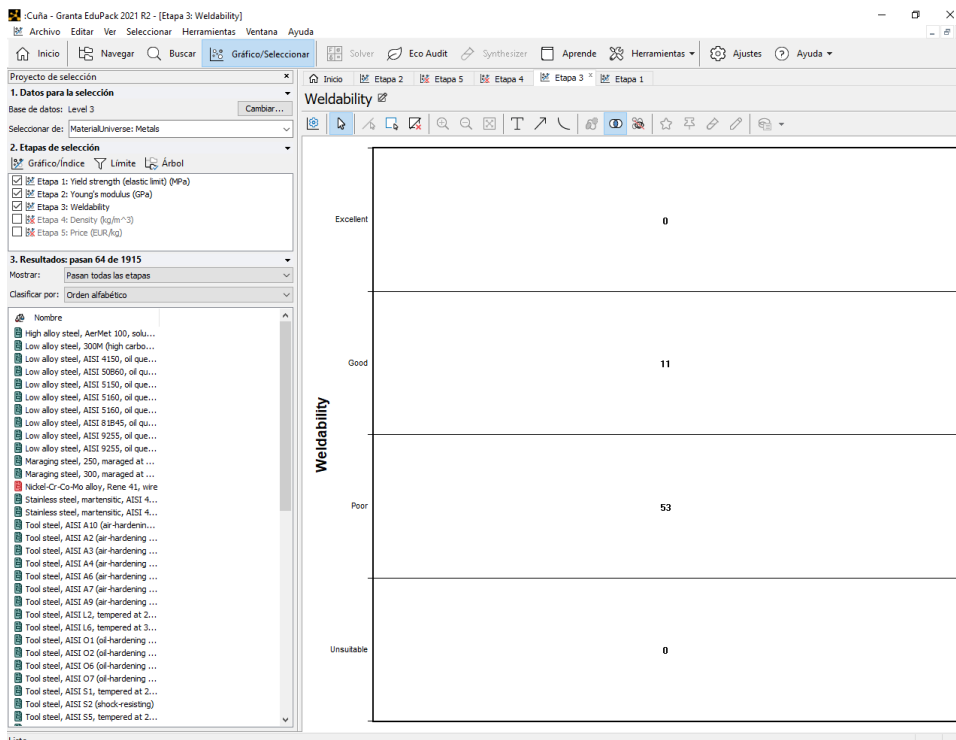 :Cuña - Granta EduPack 2021 R2 - [Etapa 3: Weldability]
Archivo Editar Ver Seleccionar Herramientas Ventana Ayuda
Inicio Navegar Buscar Gráfico/Seleccionar Solver Eco Audit Synthesizer Aprende Herramientas Ajustes ? Ayuda
Proyecto de selección
1. Datos para la selección
Base de datos: Level 3 Cambiar...
Seleccionar de: MaterialUniverse: Metals
2. Etapas de selección
Gráfico/Índice Límite Árbol
Etapa 1: Yield strength (elastic limit) (MPa)
Etapa 2: Young's modulus (GPa)
Etapa 3: Weldability
Etapa 4: Density (kg/m^3)
Etapa 5: Price (EUR/kg)
3. Resultados: pasan 64 de 1915
Mostrar: Pasan todas las etapas
Clasificar por: Orden alfabético
Nombre
High alloy steel, AerMet 100, solu...
Low alloy steel, 300M (high carbo...
Low alloy steel, AISI 4150, oil que...
Low alloy steel, AISI 50B60, oil qu...
Low alloy steel, AISI 5150, oil que...
Low alloy steel, AISI 5160, oil que...
Low alloy steel, AISI 5160, oil que...
Low alloy steel, AISI 81B45, oil qu...
Low alloy steel, AISI 9255, oil que...
Low alloy steel, AISI 9255, oil que...
Maraging steel, 250, maraged at ...
Maraging steel, 300, maraged at ...
Nickel-Cr-Co-Mo alloy, Rene 41, wire
Stainless steel, martensitic, AISI 4...
Stainless steel, martensitic, AISI 4...
Tool steel, AISI A10 (air-hardenin...
Tool steel, AISI A2 (air-hardening ...
Tool steel, AISI A3 (air-hardening ...
Tool steel, AISI A4 (air-hardening ...
Tool steel, AISI A6 (air-hardening ...
Tool steel, AISI A7 (air-hardening ...
Tool steel, AISI A9 (air-hardening ...
Tool steel, AISI L2, tempered at 2...
Tool steel, AISI L6, tempered at 3...
Tool steel, AISI O1 (oil-hardening ...
Tool steel, AISI O2 (oil-hardening ...
Tool steel, AISI O6 (oil-hardening ...
Tool steel, AISI O7 (oil-hardening ...
Tool steel, AISI S1, tempered at 2...
Tool steel, AISI S2 (shock-resisting)
Tool steel, AISI S5, tempered at 2...
Inicio Etapa 2 Etapa 5 Etapa 4 Etapa 3 Etapa 1
Weldability
T
Weldability
Excellent 0
Good 11
Poor 53
Unsuitable 0